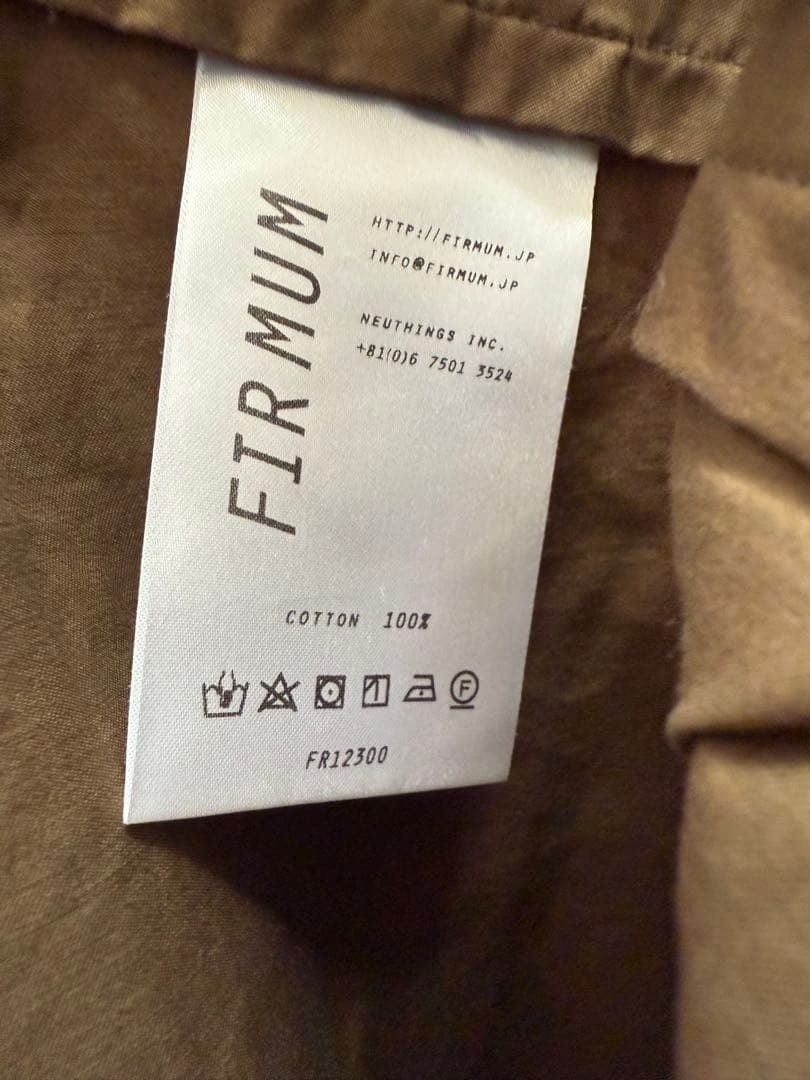 FIRMUM
HTTP://FIRMUM.JP
INFO@FIRMUM.JP
NEUTHINGS INC.
+81(0)6 7501 3524
COTTON 100%
F
FR12300